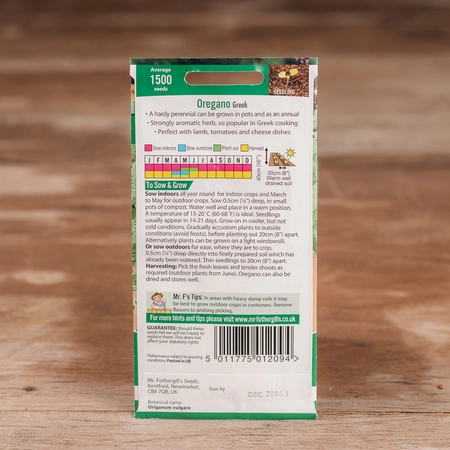 Average
1500
seeds
SEEDLING
Oregano Greek
• A hardy perennial can be grown in pots and as an annual
• Strongly aromatic herb, so popular in Greek cooking
• Perfect with lamb, tomatoes and cheese dishes
Sow indoors Sow outdoors Plant out Harvest
J F M A M J J A S O N D
40cm (16")
20cm (8")
Warm well
drained soil
To Sow & Grow
Sow indoors all year round for indoor crops and March
to May for outdoor crops. Sow 0.5cm (¼") deep, in small
pots of compost. Water well and place in a warm position.
A temperature of 15-20˚C (60-68˚F) is ideal. Seedlings
usually appear in 14-21 days. Grow on in cooler, but not
cold conditions. Gradually accustom plants to outside
conditions (avoid frosts), before planting out 20cm (8") apart.
Alternatively plants can be grown on a light windowsill.
Or sow outdoors for ease, where they are to crop,
0.5cm (¼") deep directly into finely prepared soil which has
already been watered. Thin seedlings to 20cm (8") apart.
Harvesting: Pick the fresh leaves and tender shoots as
required (outdoor plants from June). Oregano can also be
dried and stores well.
Mr. F's Tips: In areas with heavy damp soils it may
be best to grow outdoor crops in containers. Remove
flowers to prolong picking.
For more hints and tips please visit www.mr-fothergills.co.uk
GUARANTEE: Should these
seeds fail we will be happy to
replace them. This does not
affect your statutory rights
Performance subject to growing
conditions. Packed in UK
5 011775 012094 >
Mr. Fothergill's Seeds,
Kentford, Newmarket,
CB8 7QB, UK
Sow by
DEC 2026
Botanical name
Origanum vulgare